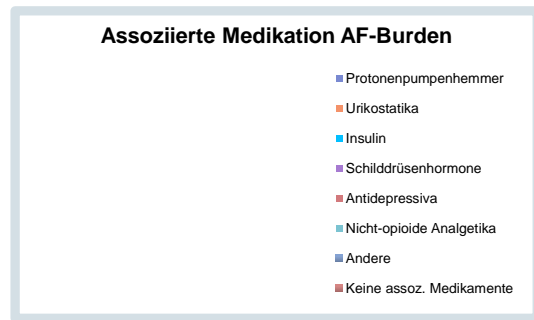 Assoziierte Medikation AF-Burden
Protonenpumpenhemmer
Urikostatika
Insulin
Schilddrüsenhormone
Antidepressiva
Nicht-opioide Analgetika
Andere
Keine assoz. Medikamente